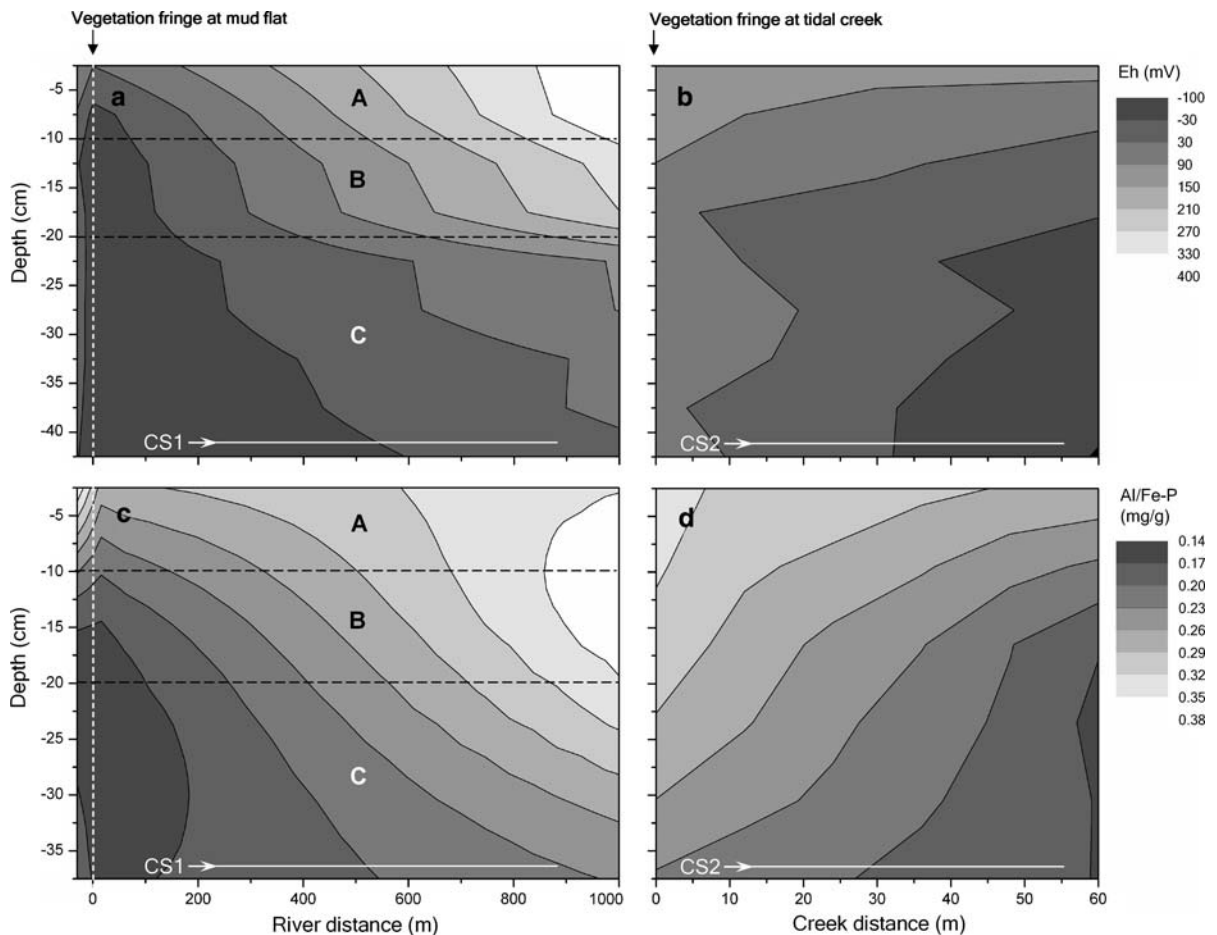 Vegetation fringe at mud flat
Vegetation fringe at tidal creek
a
A
B
C
CS1
-5
-10
-15
-20
-25
-30
-35
-40
Depth (cm)
b
CS2
Eh (mV)
-100
-30
30
90
150
210
270
330
400
c
A
B
C
CS1
-5
-10
-15
-20
-25
-30
-35
Depth (cm)
0 200 400 600 800 1000
River distance (m)
d
CS2
0 10 20 30 40 50 60
Creek distance (m)
Al/Fe-P
(mg/g)
0.14
0.17
0.20
0.23
0.26
0.29
0.32
0.35
0.38